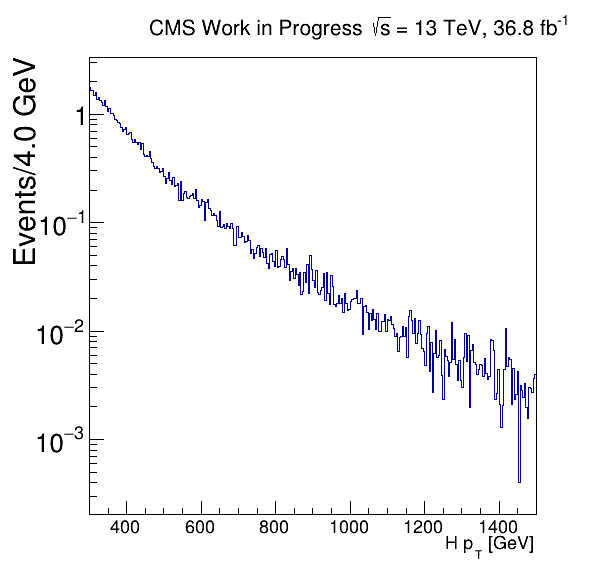 CMS Work in Progress √s = 13 TeV, 36.8 fb⁻¹
Events/4.0 GeV
1
10⁻¹
10⁻²
10⁻³
400 600 800 1000 1200 1400
H p_T [GeV]